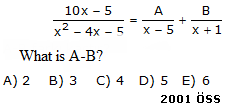 10x - 5 / x² - 4x - 5 = A / x - 5 + B / x + 1
What is A-B?
A) 2 B) 3 C) 4 D) 5 E) 6
2001 ÖSS